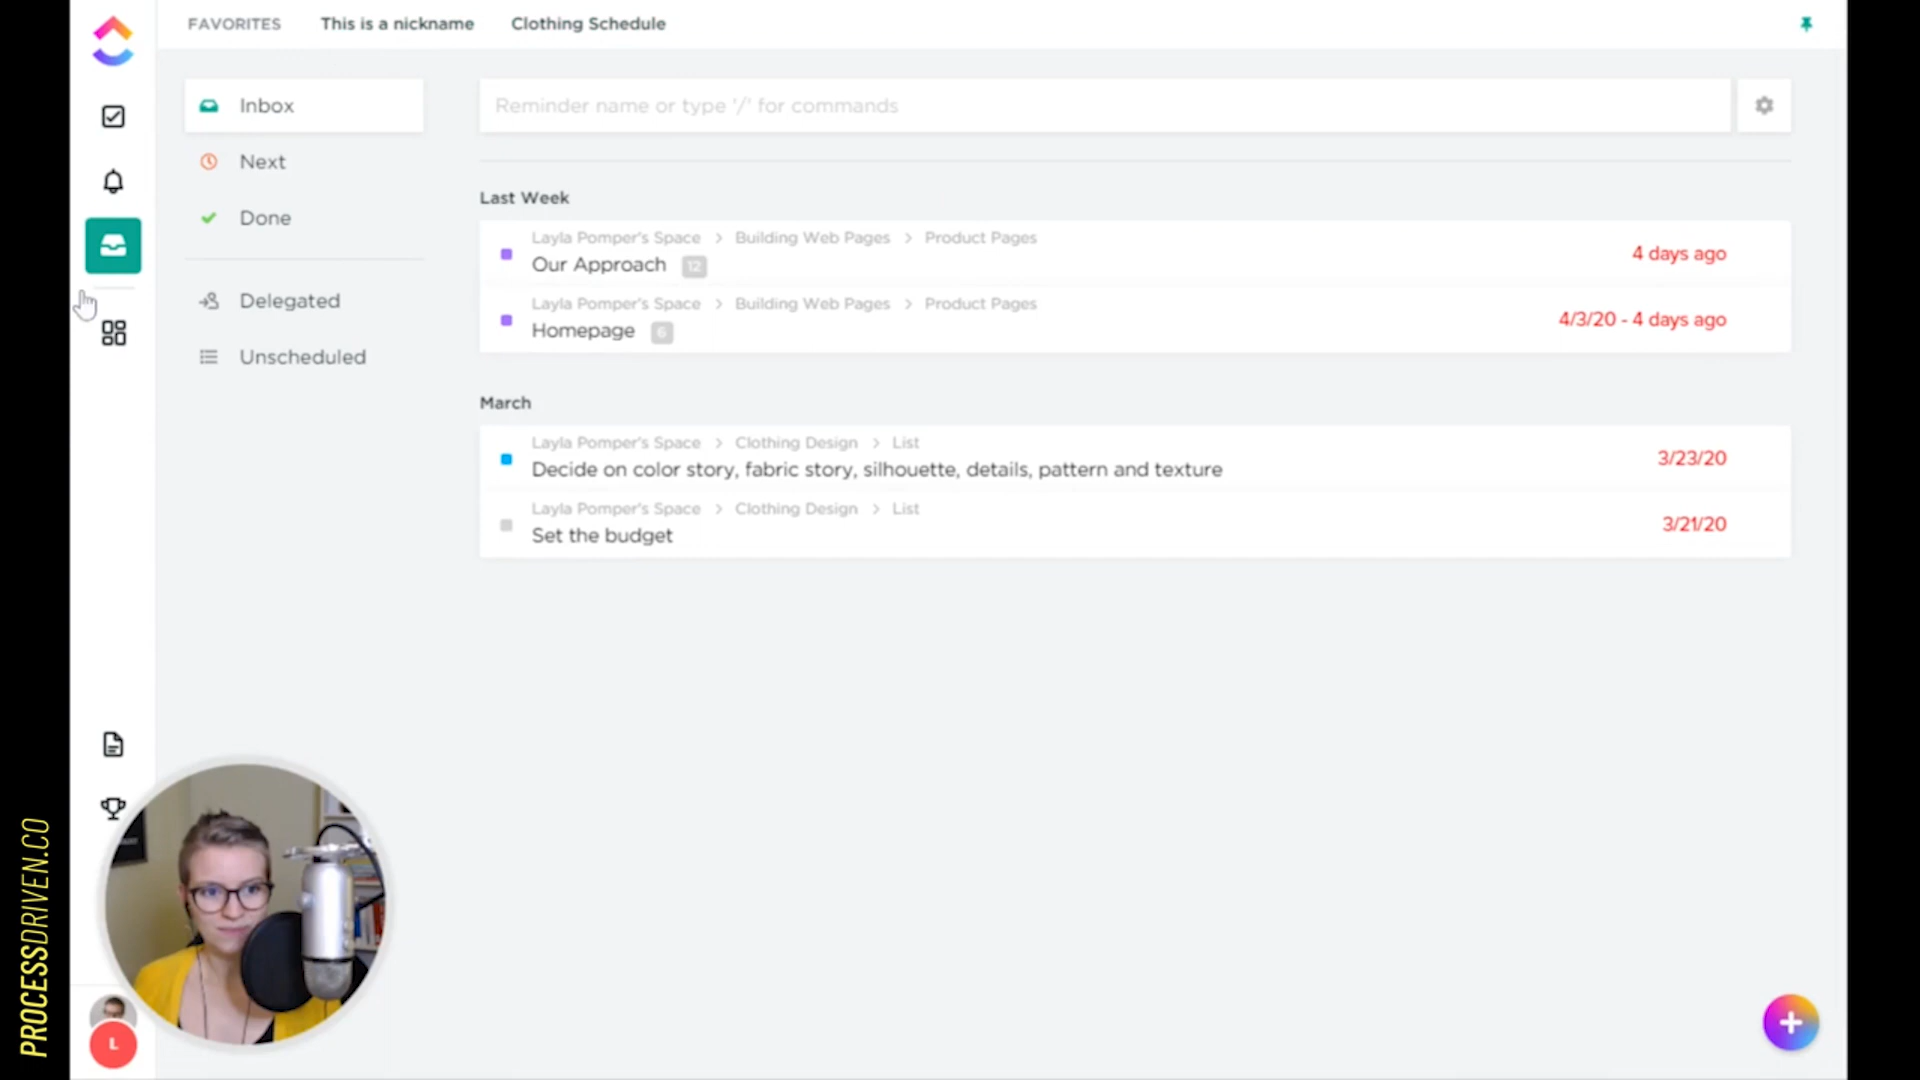 FAVORITES This is a nickname Clothing Schedule
Inbox
Next
Done
Delegated
Unscheduled
Reminder name or type '/' for commands
Last Week
Layla Pomper's Space > Building Web Pages > Product Pages
Our Approach 12
4 days ago
Layla Pomper's Space > Building Web Pages > Product Pages
Homepage 6
4/3/20 - 4 days ago
March
Layla Pomper's Space > Clothing Design > List
Decide on color story, fabric story, silhouette, details, pattern and texture
3/23/20
Layla Pomper's Space > Clothing Design > List
Set the budget
3/21/20
L
PROCESSDRIVEN.CO